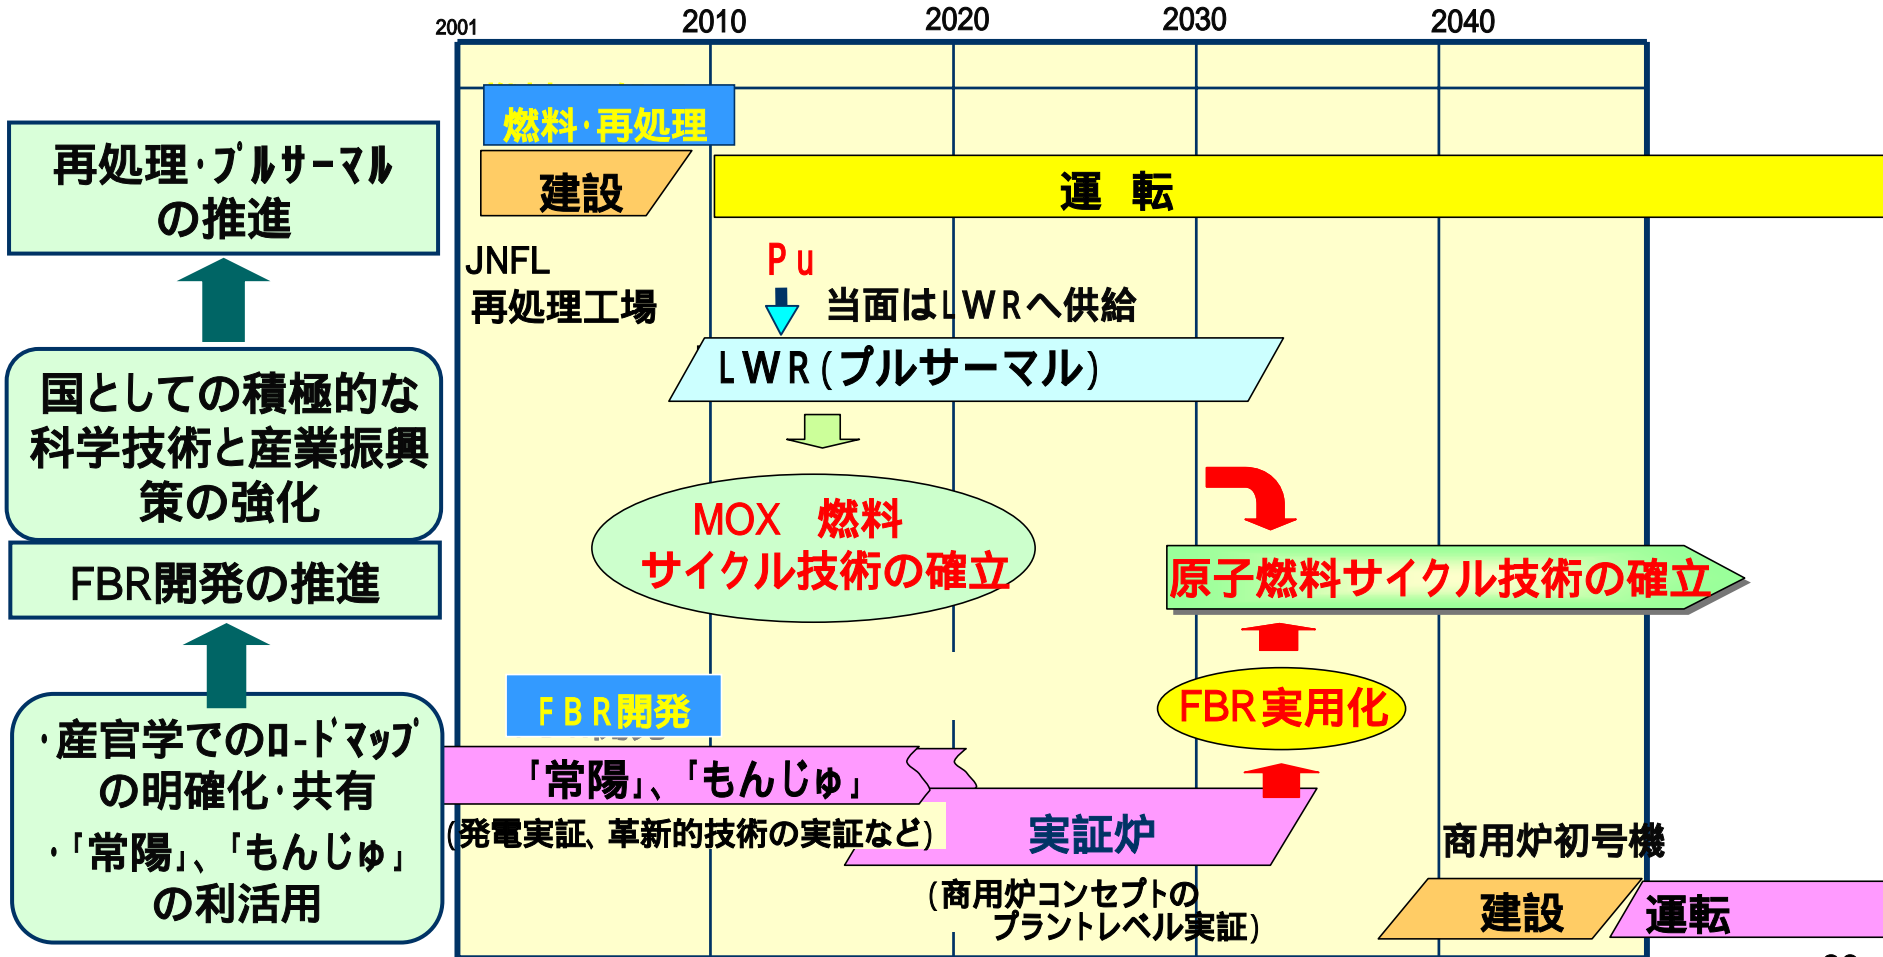 2001
2010
2020
2030
2040
燃料・再処理
再処理・プルサーマル
の推進
建設
運 転
JNFL
再処理工場
Pu
当面はLWRへ供給
LWR(プルサーマル)
国としての積極的な
科学技術と産業振興
策の強化
MOX 燃料
サイクル技術の確立
原子燃料サイクル技術の確立
FBR開発の推進
FBR開発
FBR実用化
・産官学でのロードマップ
の明確化・共有
・「常陽」、「もんじゅ」
の利活用
「常陽」、「もんじゅ」
(発電実証、革新的技術の実証など)
実証炉
(商用炉コンセプトの
プラントレベル実証)
商用炉初号機
建設
運転